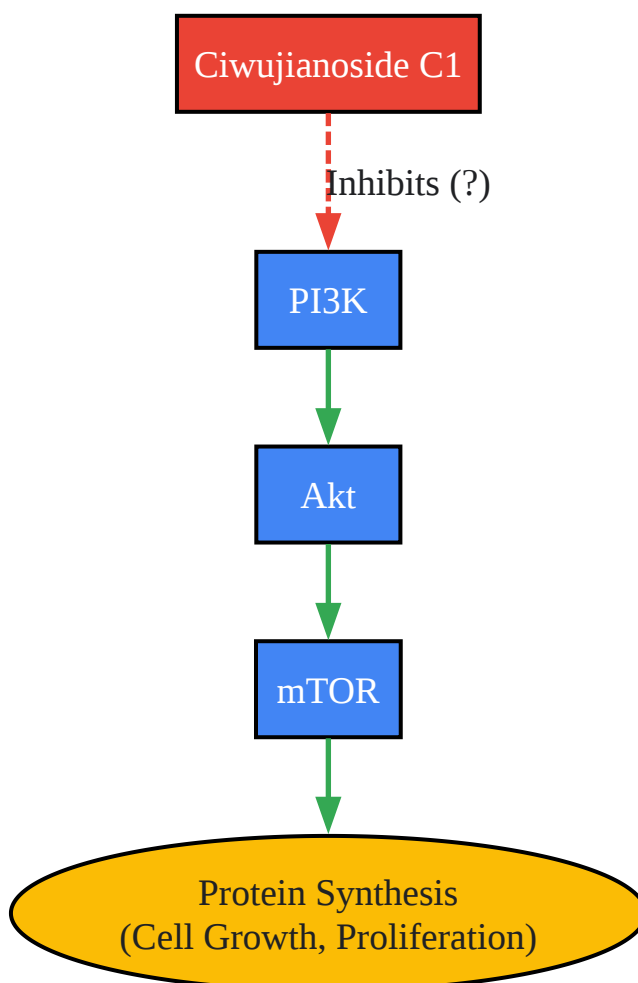 Ciwujianoside C1
Inhibits (?)
PI3K
Akt
mTOR
Protein Synthesis
(Cell Growth, Proliferation)